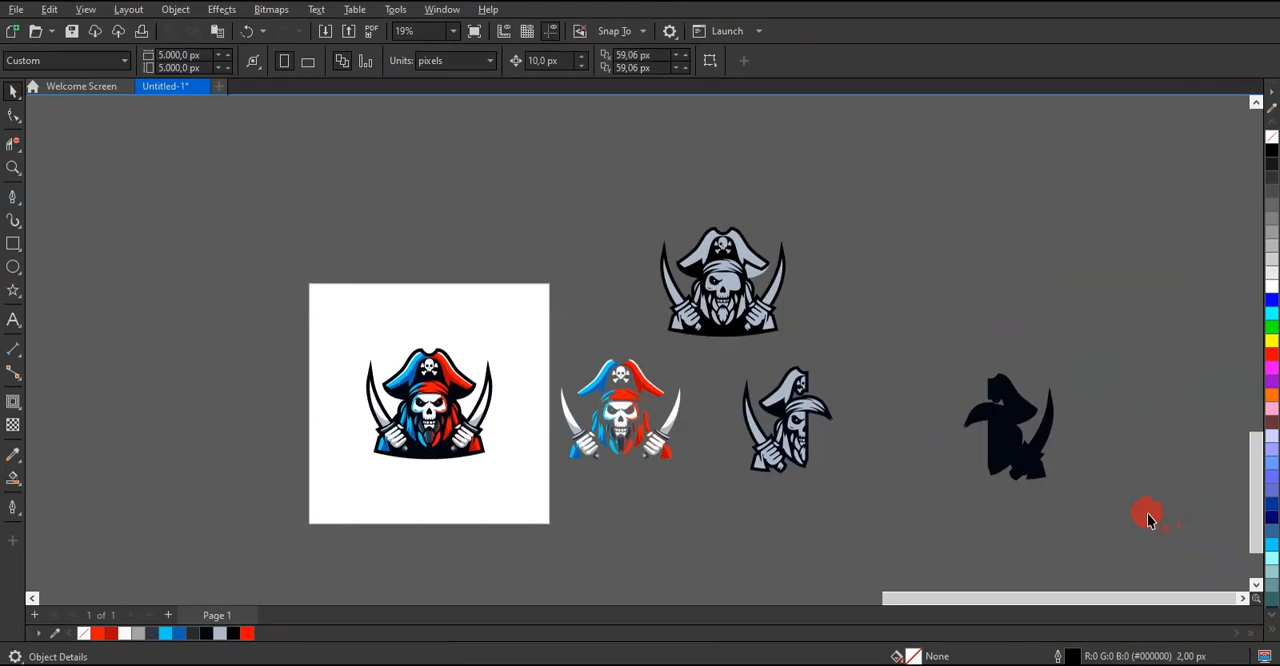 File Edit View Layout Object Effects Bitmaps Text Table Tools Window Help
PDF 19% Snap To Launch
Custom 5.000,0 px 5.000,0 px Units: pixels 10,0 px 59,06 px 59,06 px
Welcome Screen Untitled-1*
1 of 1 Page 1
Object Details None R:0 G:0 B:0 (#000000) 2,00 px